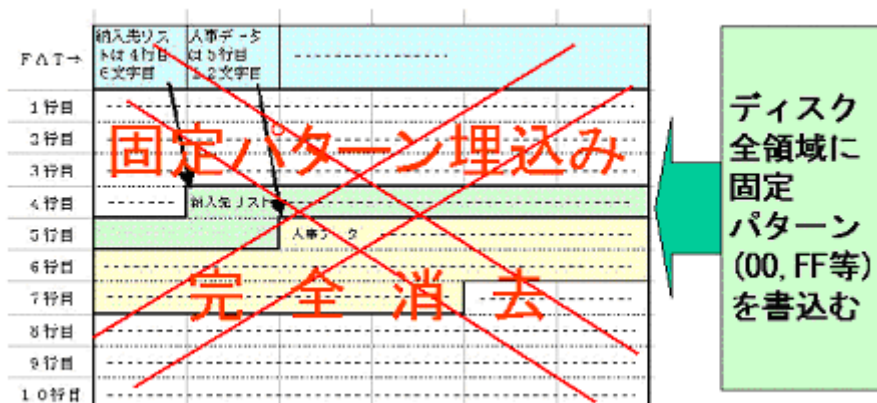 納入先リス
トは4行目
6文字目
人事データ
は5行目
12文字目
FAT→
1行目
2行目
3行目
4行目
5行目
6行目
7行目
8行目
9行目
10行目
固定パターン埋込み
納入先リスト
人事データ
完全消去
ディスク
全領域に
固定
パターン
(00, FF等)
を書込む